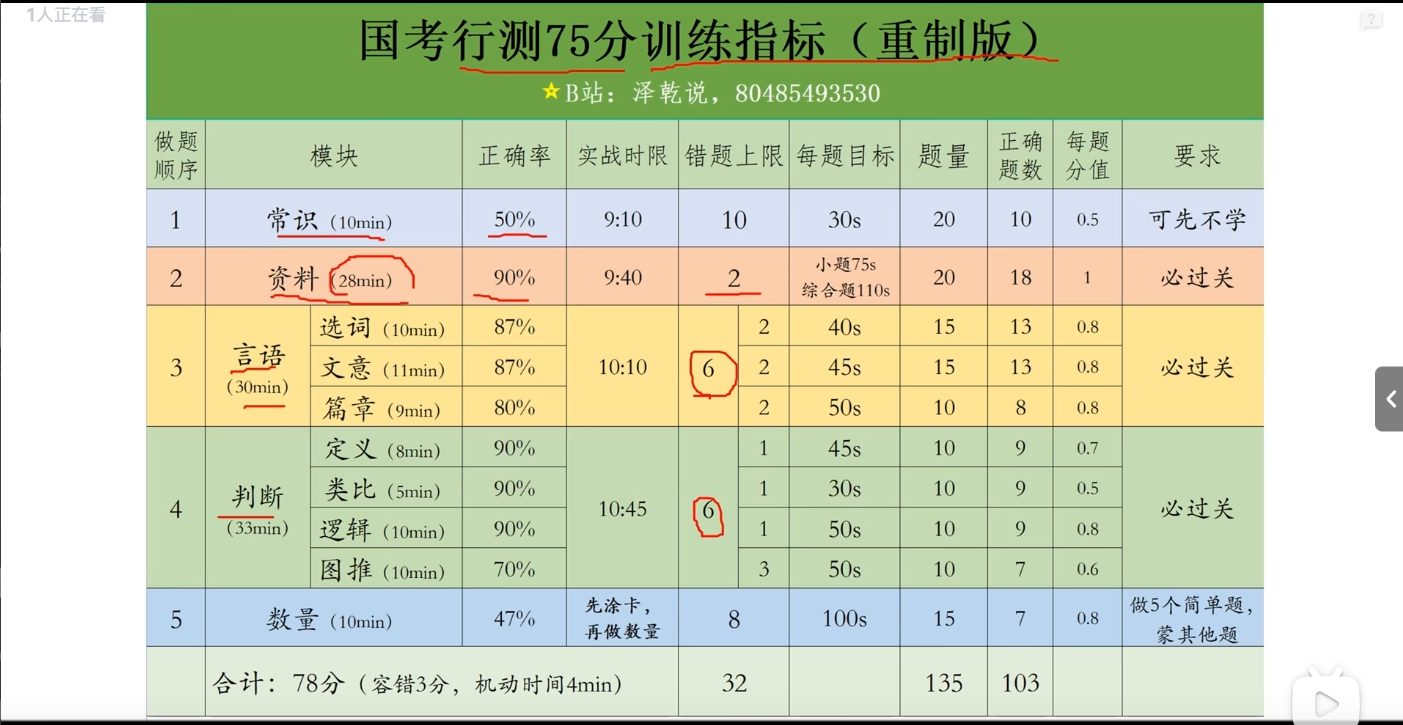 1人正在看
国考行测75分训练指标（重制版）
B站：泽乾说，80485493530
做题顺序 模块 正确率 实战时限 错题上限 每题目标 题量 正确题数 每题分值 要求
1 常识（10min） 50% 9:10 10 30s 20 10 0.5 可先不学
2 资料（28min） 90% 9:40 2 小题75s 综合题110s 20 18 1 必过关
3 言语（30min） 选词（10min） 87% 10:10 6 2 40s 15 13 0.8 必过关
文意（11min） 87% 2 45s 15 13 0.8
篇章（9min） 80% 2 50s 10 8 0.8
4 判断（33min） 定义（8min） 90% 10:45 6 1 45s 10 9 0.7 必过关
类比（5min） 90% 1 30s 10 9 0.5
逻辑（10min） 90% 1 50s 10 9 0.8
图推（10min） 70% 3 50s 10 7 0.6
5 数量（10min） 47% 先涂卡，再做数量 8 100s 15 7 0.8 做5个简单题，蒙其他题
合计：78分（容错3分，机动时间4min） 32 135 103